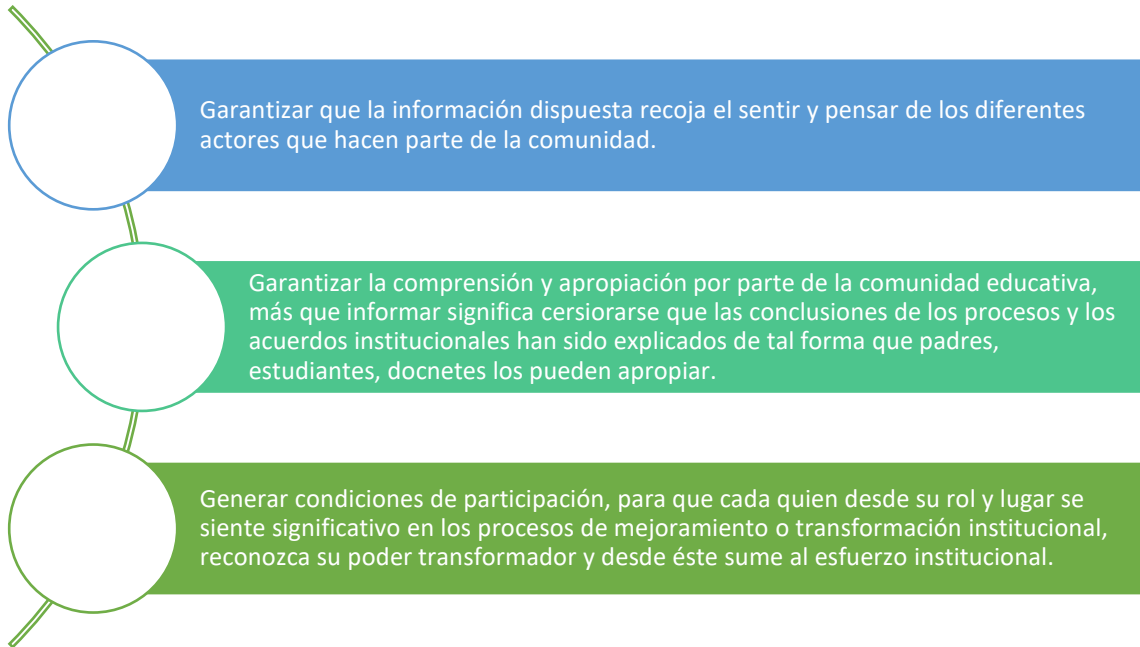 Garantizar que la información dispuesta recoja el sentir y pensar de los diferentes
actores que hacen parte de la comunidad.
Garantizar la comprensión y apropiación por parte de la comunidad educativa,
más que informar significa cersiorarse que las conclusiones de los procesos y los
acuerdos institucionales han sido explicados de tal forma que padres,
estudiantes, docnetes los pueden apropiar.
Generar condiciones de participación, para que cada quien desde su rol y lugar se
siente significativo en los procesos de mejoramiento o transformación institucional,
reconozca su poder transformador y desde éste sume al esfuerzo institucional.